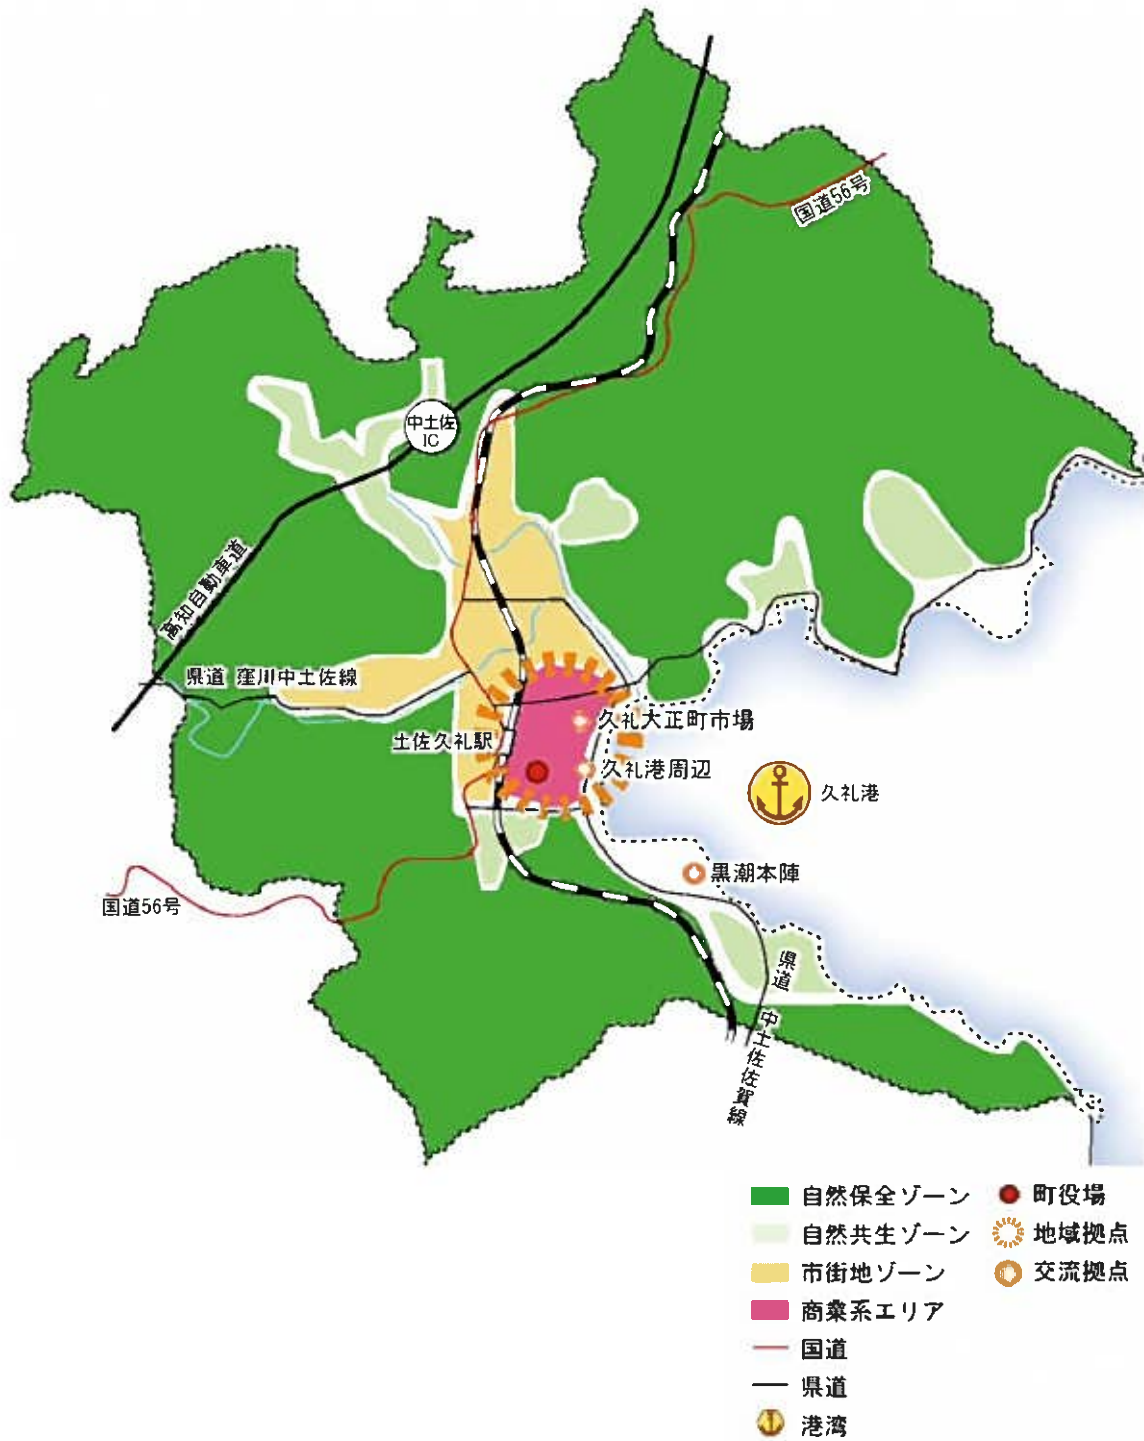 国道56号
中土佐
IC
高知自動車道
県道 窪川中土佐線
土佐久礼駅
久礼大正町市場
久礼港周辺
久礼港
黒潮本陣
国道56号
県道 中土佐佐賀線
自然保全ゾーン
町役場
自然共生ゾーン
地域拠点
市街地ゾーン
交流拠点
商業系エリア
国道
県道
港湾